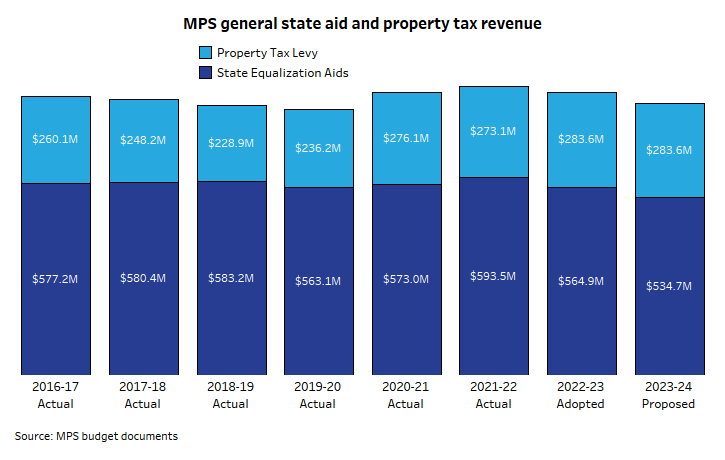 MPS general state aid and property tax revenue
Property Tax Levy
State Equalization Aids
$260.1M $248.2M $228.9M $236.2M $276.1M $273.1M $283.6M $283.6M
$577.2M $580.4M $583.2M $563.1M $573.0M $593.5M $564.9M $534.7M
2016-17 2017-18 2018-19 2019-20 2020-21 2021-22 2022-23 2023-24
Actual Actual Actual Actual Actual Actual Adopted Proposed
Source: MPS budget documents